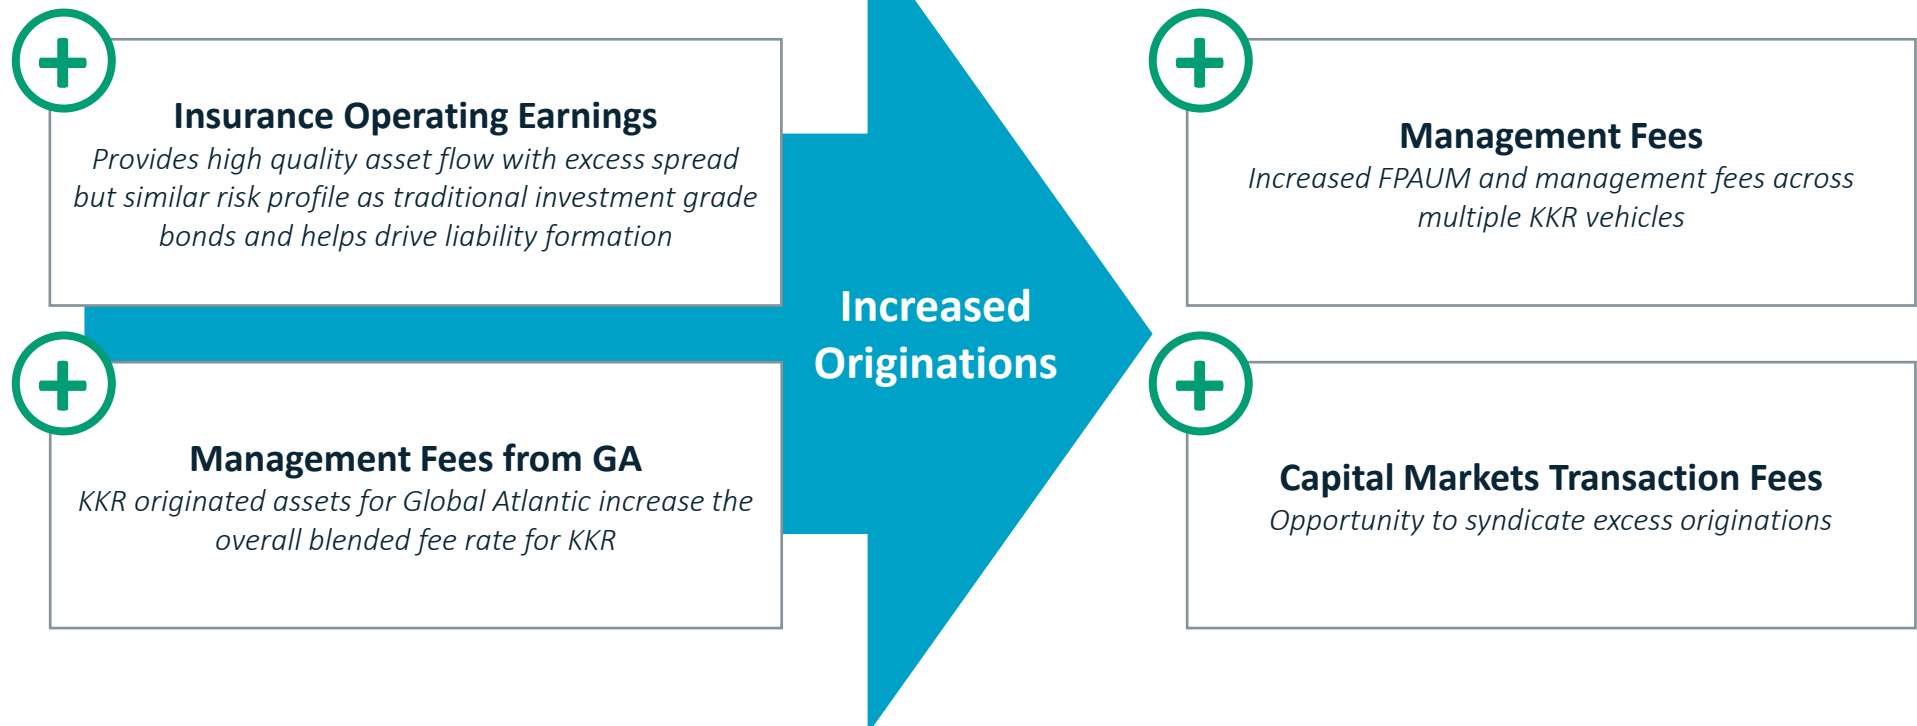 Insurance Operating Earnings
Provides high quality asset flow with excess spread
but similar risk profile as traditional investment grade
bonds and helps drive liability formation
Management Fees from GA
KKR originated assets for Global Atlantic increase the
overall blended fee rate for KKR
Increased
Originations
Management Fees
Increased FPAUM and management fees across
multiple KKR vehicles
Capital Markets Transaction Fees
Opportunity to syndicate excess originations